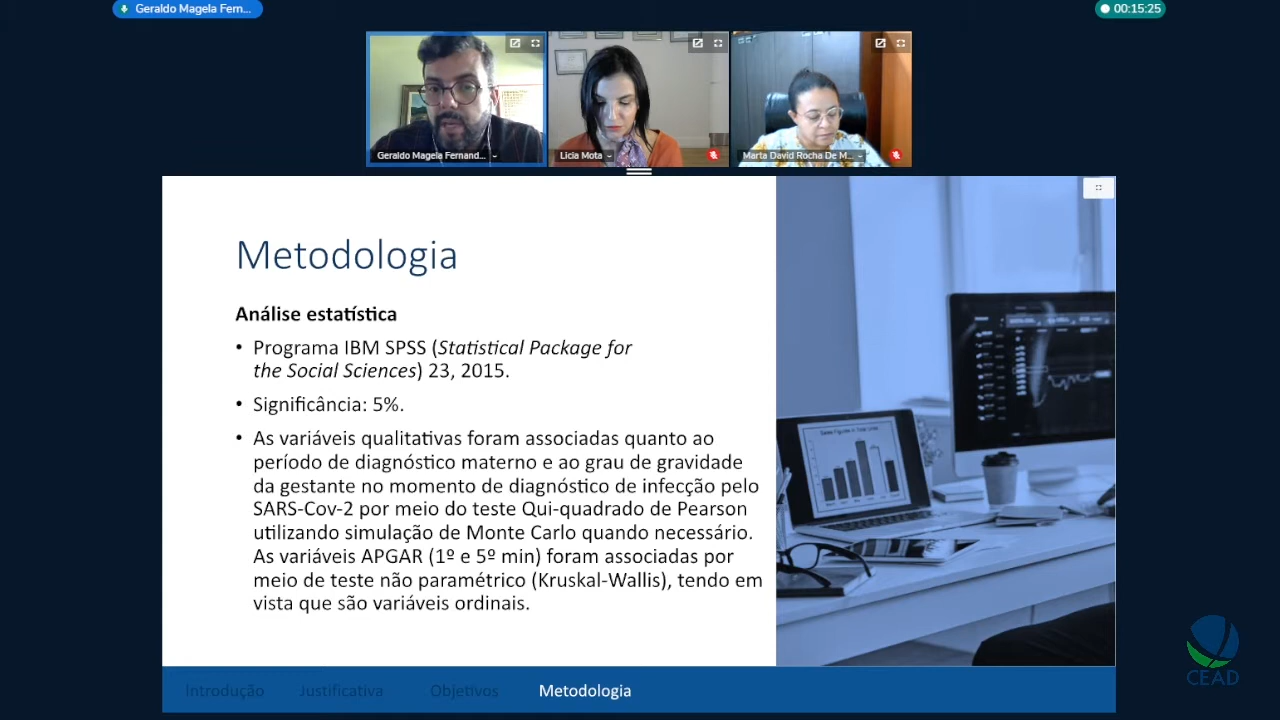 Geraldo Magela Fern...
00:15:25
Geraldo Magela Fernand...
Licia Mota
Marta David Rocha De M...
Metodologia
Análise estatística
• Programa IBM SPSS (Statistical Package for
the Social Sciences) 23, 2015.
• Significância: 5%.
• As variáveis qualitativas foram associadas quanto ao
período de diagnóstico materno e ao grau de gravidade
da gestante no momento de diagnóstico de infecção pelo
SARS-Cov-2 por meio do teste Qui-quadrado de Pearson
utilizando simulação de Monte Carlo quando necessário.
As variáveis APGAR (1º e 5º min) foram associadas por
meio de teste não paramétrico (Kruskal-Wallis), tendo em
vista que são variáveis ordinais.
Introdução Justificativa Objetivos Metodologia
CEAD